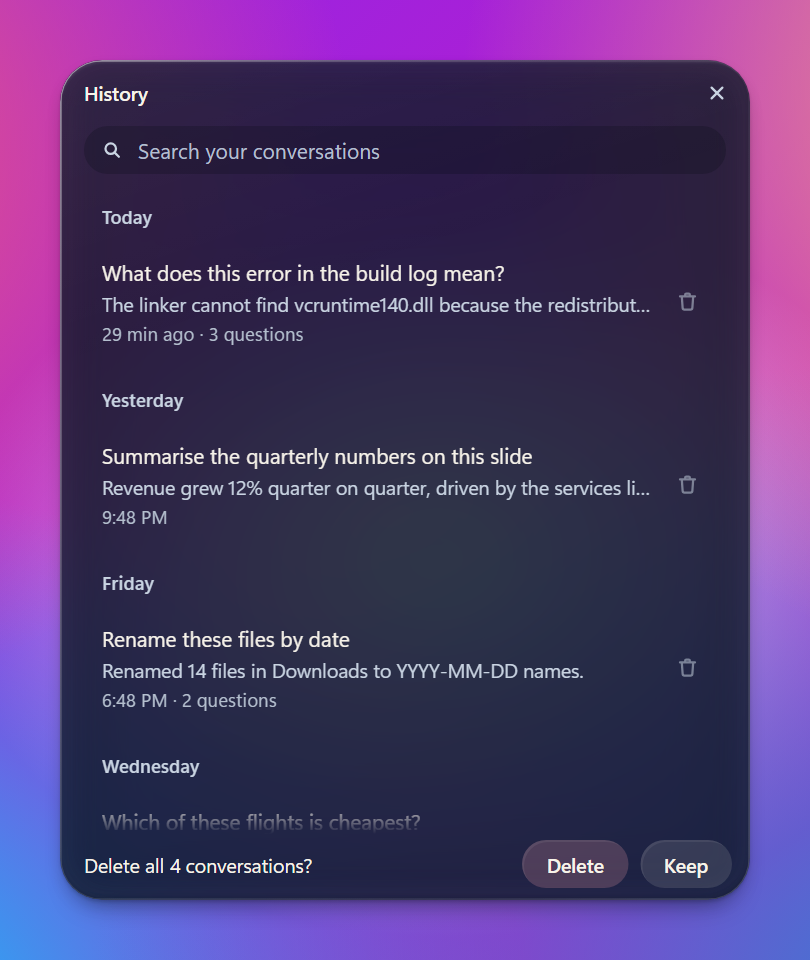 History
Search your conversations
Today
What does this error in the build log mean?
The linker cannot find vcruntime140.dll because the redistribut...
29 min ago · 3 questions
Yesterday
Summarise the quarterly numbers on this slide
Revenue grew 12% quarter on quarter, driven by the services li...
9:48 PM
Friday
Rename these files by date
Renamed 14 files in Downloads to YYYY-MM-DD names.
6:48 PM · 2 questions
Wednesday
Which of these flights is cheapest?
Delete all 4 conversations?
Delete
Keep